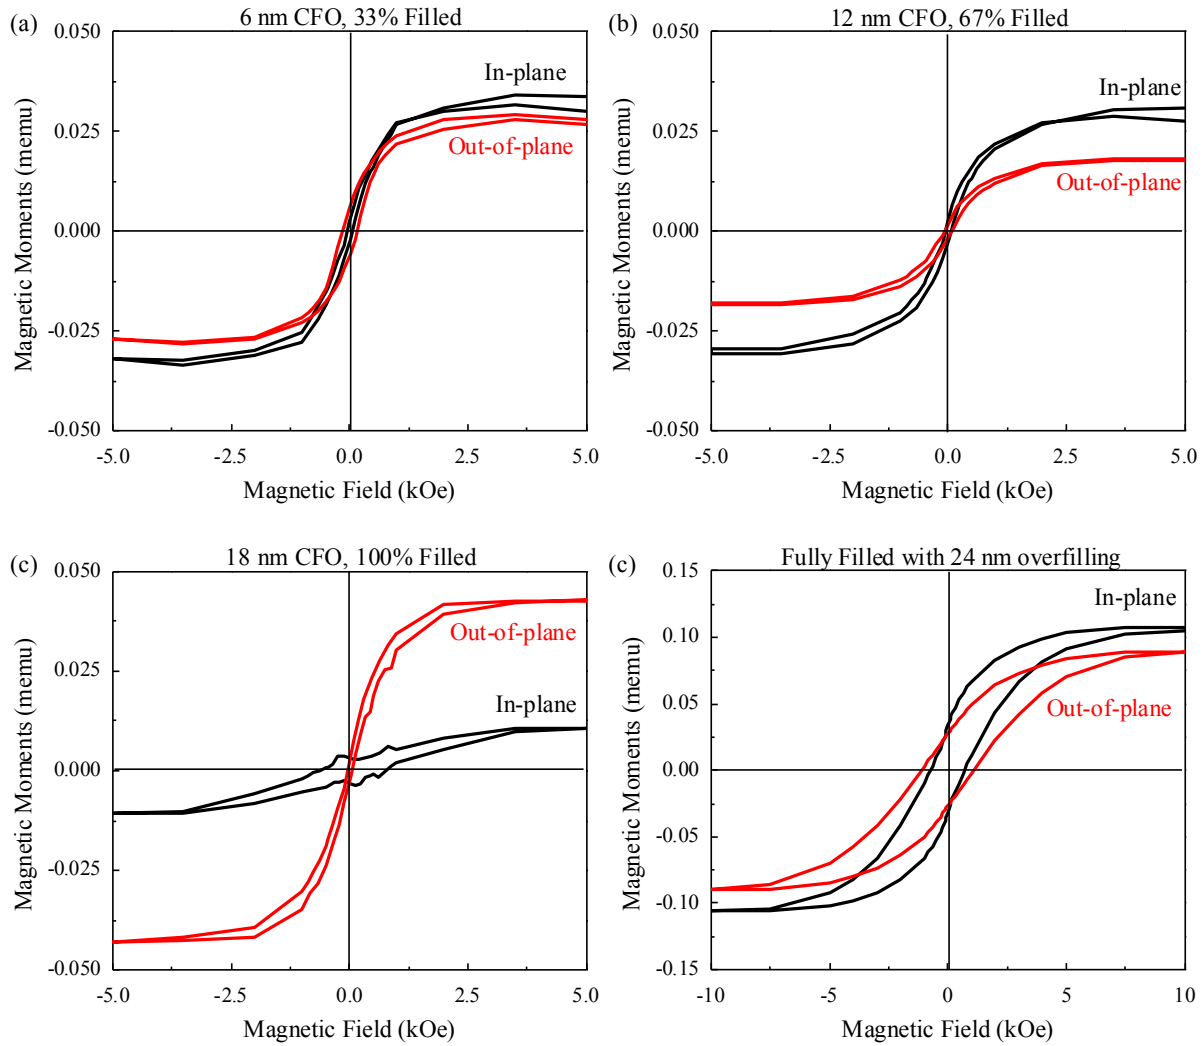 (a)
6 nm CFO, 33% Filled
0.050
0.025
0.000
-0.025
-0.050
Magnetic Moments (memu)
In-plane
Out-of-plane
-5.0
-2.5
0.0
2.5
5.0
Magnetic Field (kOe)
(b)
12 nm CFO, 67% Filled
0.050
0.025
0.000
-0.025
-0.050
Magnetic Moments (memu)
In-plane
Out-of-plane
-5.0
-2.5
0.0
2.5
5.0
Magnetic Field (kOe)
(c)
18 nm CFO, 100% Filled
0.050
0.025
0.000
-0.025
-0.050
Magnetic Moments (memu)
Out-of-plane
In-plane
-5.0
-2.5
0.0
2.5
5.0
Magnetic Field (kOe)
(c)
Fully Filled with 24 nm overfilling
0.15
0.10
0.05
0.00
-0.05
-0.10
-0.15
Magnetic Moments (memu)
In-plane
Out-of-plane
-10
-5
0
5
10
Magnetic Field (kOe)